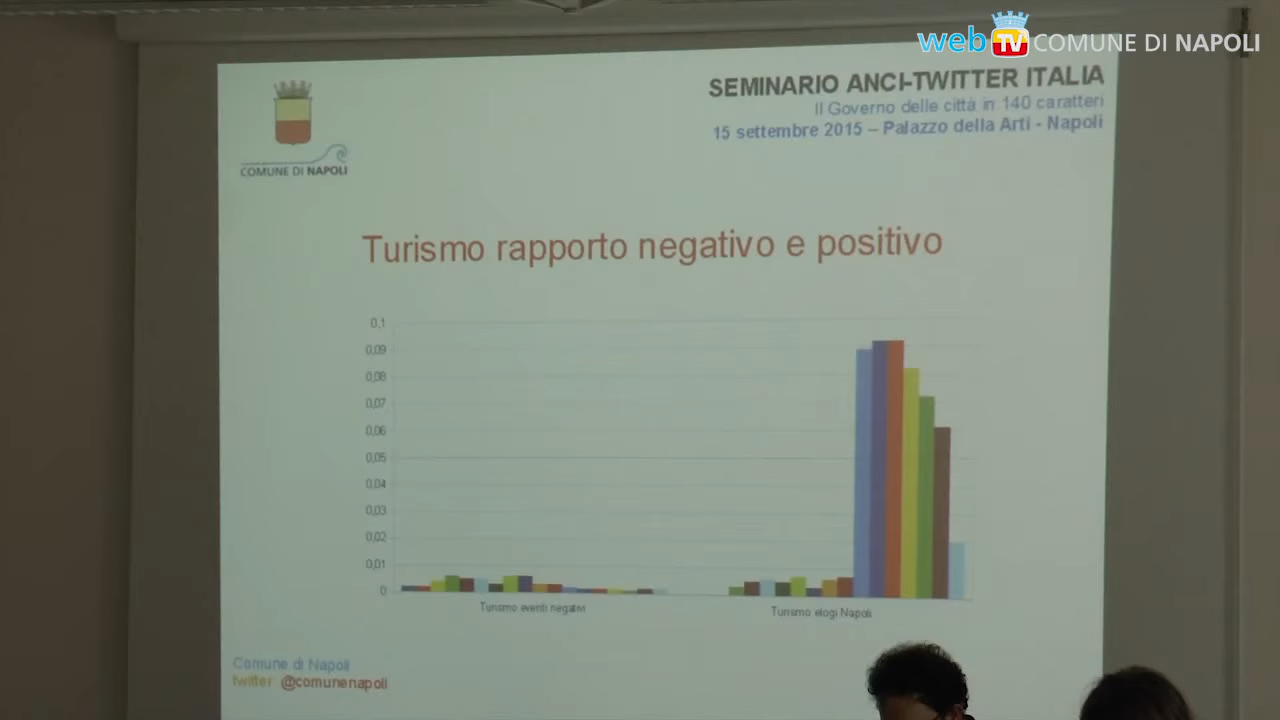 web TV COMUNE DI NAPOLI
SEMINARIO ANCI-TWITTER ITALIA
Il Governo delle città in 140 caratteri
15 settembre 2015 – Palazzo della Arti - Napoli
COMUNE DI NAPOLI
Turismo rapporto negativo e positivo
0,1
0,09
0,08
0,07
0,06
0,05
0,04
0,03
0,02
0,01
0
Turismo eventi negativi
Turismo elogi Napoli
Comune di Napoli
twitter: @comunenapoli